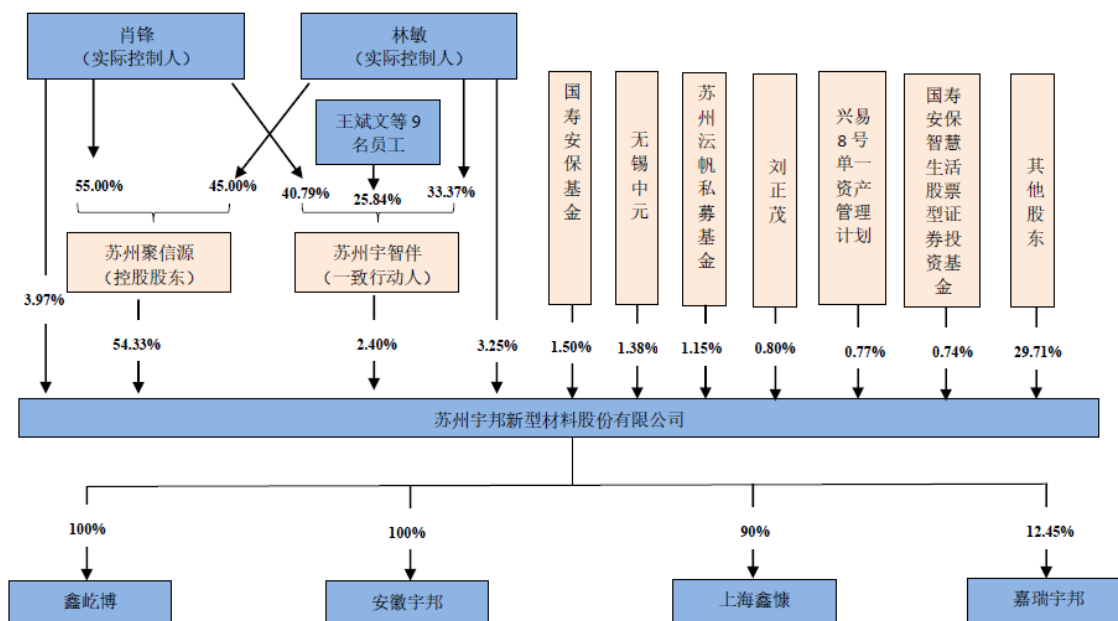 肖锋
（实际控制人）
林敏
（实际控制人）
王斌文等 9
名员工
国寿安保基金
无锡中元
苏州沄帆私募基金
刘正茂
兴易
8 号
单一
资产
管理
计划
国寿
安保
智慧
生活
股票
型证
券投
资基
金
其他股东
55.00%
45.00%
40.79%
25.84%
33.37%
苏州聚信源
（控股股东）
苏州宇智伴
（一致行动人）
3.97%
54.33%
2.40%
3.25%
1.50%
1.38%
1.15%
0.80%
0.77%
0.74%
29.71%
苏州宇邦新型材料股份有限公司
100%
100%
90%
12.45%
鑫屹博
安徽宇邦
上海鑫慷
嘉瑞宇邦